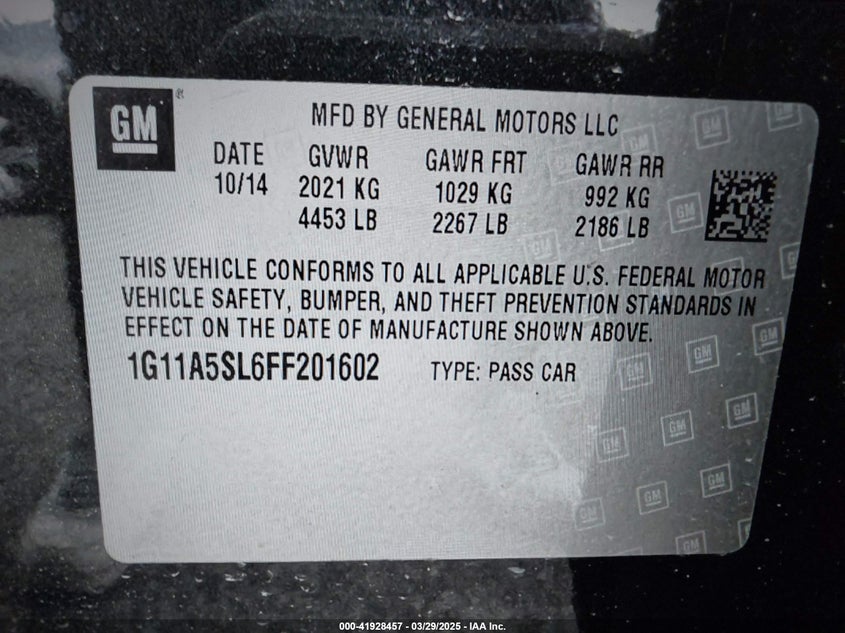 GM
MFD BY GENERAL MOTORS LLC
DATE GVWR GAWR FRT GAWR RR
10/14 2021 KG 1029 KG 992 KG
4453 LB 2267 LB 2186 LB
THIS VEHICLE CONFORMS TO ALL APPLICABLE U.S. FEDERAL MOTOR
VEHICLE SAFETY, BUMPER, AND THEFT PREVENTION STANDARDS IN
EFFECT ON THE DATE OF MANUFACTURE SHOWN ABOVE.
1G11A5SL6FF201602 TYPE: PASS CAR
000-41928457 - 03/29/2025 - IAA Inc.